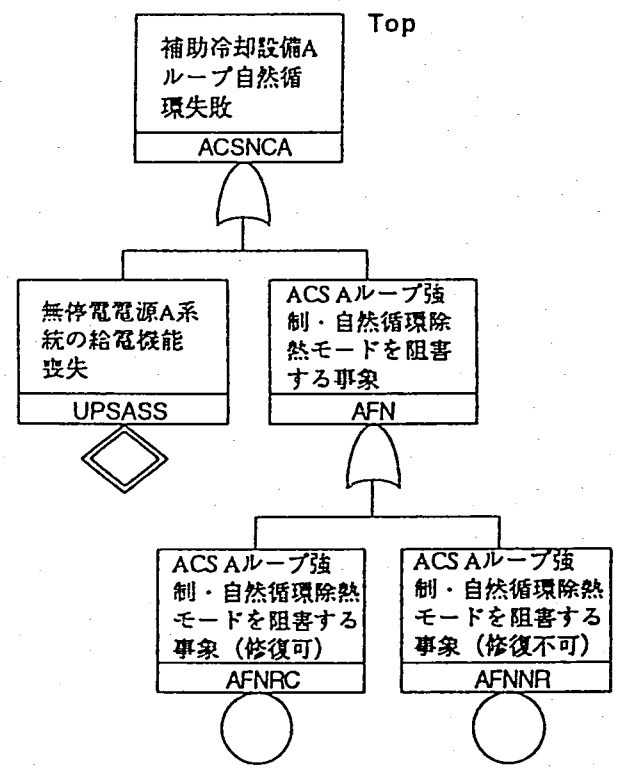 Top
補助冷却設備A
ループ自然循
環失敗
ACSNCA
無停電電源A系
統の給電機能
喪失
UPSASS
ACS Aループ強
制・自然循環除
熱モードを阻害
する事象
AFN
ACS Aループ強
制・自然循環除熱
モードを阻害する
事象（修復可）
AFNRC
ACS Aループ強
制・自然循環除熱
モードを阻害する
事象（修復不可）
AFNNR